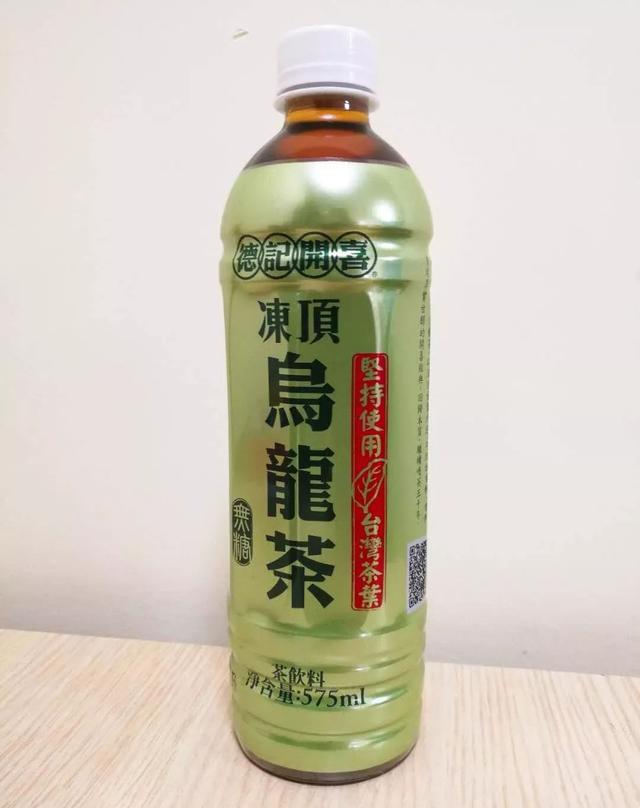 德記開喜
凍頂
烏龍茶
堅持使用台灣茶葉
無糖
茶飲料
淨含量:575ml